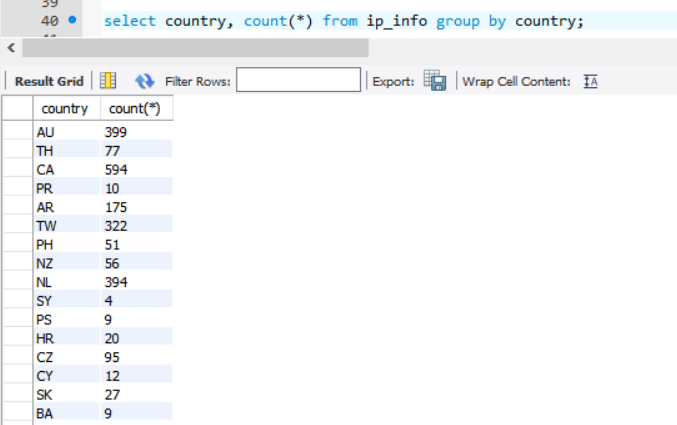 39
40 select country, count(*) from ip_info group by country;
Result Grid Filter Rows: Export: Wrap Cell Content: IA
country count(*)
AU 399
TH 77
CA 594
PR 10
AR 175
TW 322
PH 51
NZ 56
NL 394
SY 4
PS 9
HR 20
CZ 95
CY 12
SK 27
BA 9